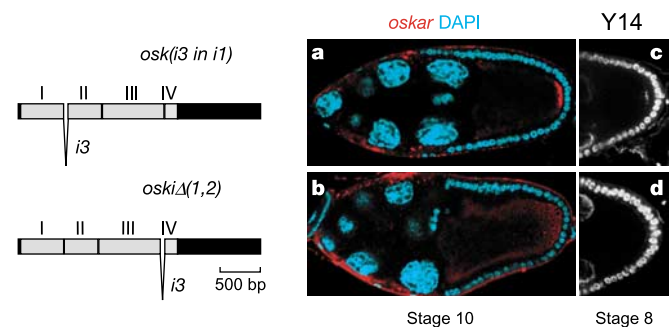 oskar DAPI
Y14
osk(i3 in i1)
I II III IV
i3
a
c
oskiΔ(1,2)
I II III IV
i3
500 bp
b
d
Stage 10
Stage 8